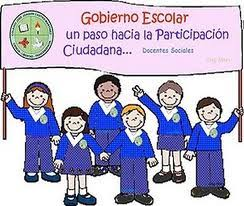 Gobierno Escolar
un paso hacia la Participación
Ciudadana...
Docentes Sociales